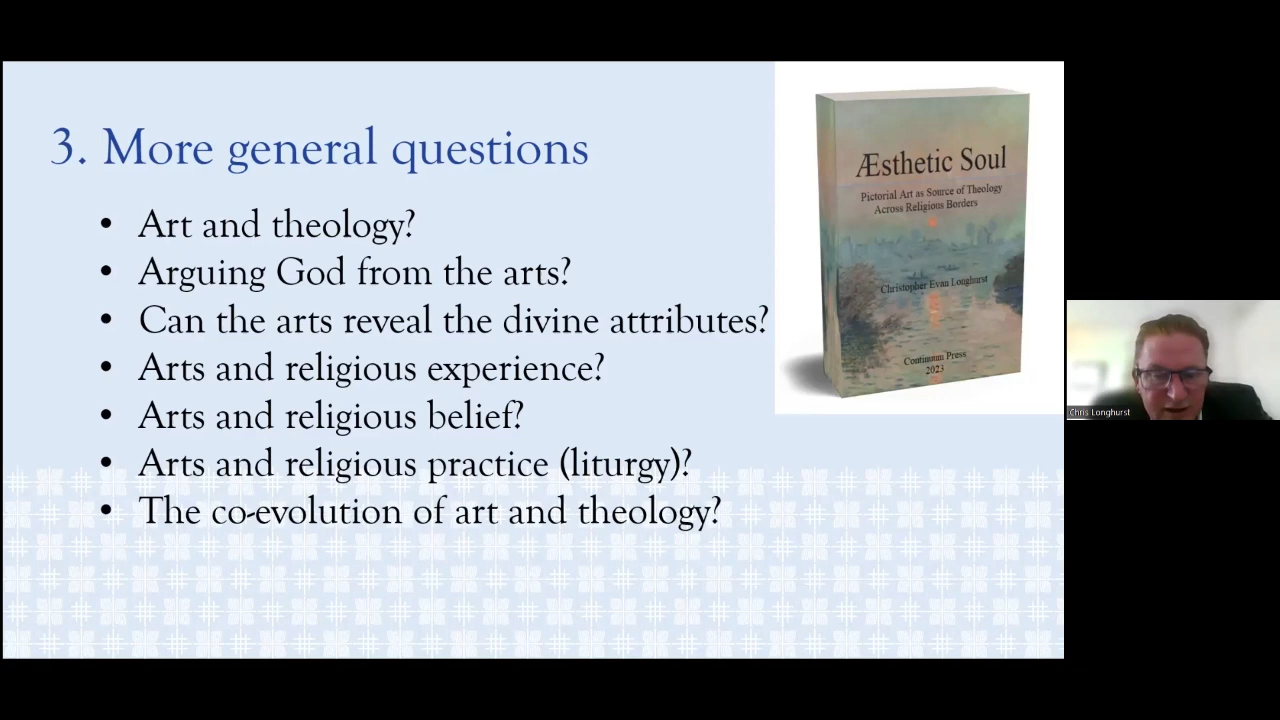 3. More general questions
• Art and theology?
• Arguing God from the arts?
• Can the arts reveal the divine attributes?
• Arts and religious experience?
• Arts and religious belief?
• Arts and religious practice (liturgy)?
• The co-evolution of art and theology?
Æsthetic Soul
Pictorial Art as Source of Theology
Across Religious Borders
Christopher Evan Longhurst
Continuum Press
2023
Chris Longhurst